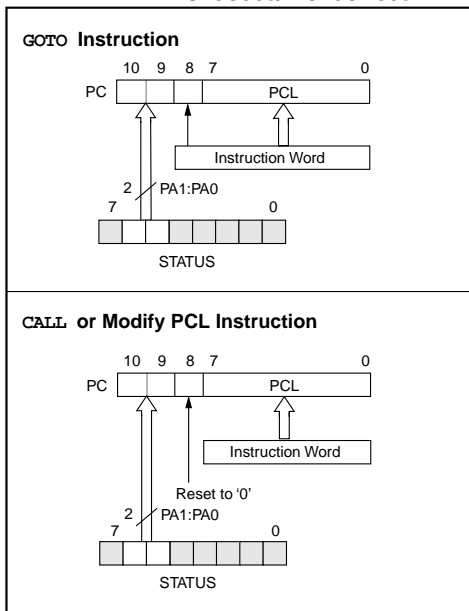 GOTO Instruction
10 9 8 7 0
PC PCL
Instruction Word
2 PA1:PA0
7 0
STATUS
CALL or Modify PCL Instruction
10 9 8 7 0
PC PCL
Instruction Word
Reset to '0'
2 PA1:PA0
7 0
STATUS